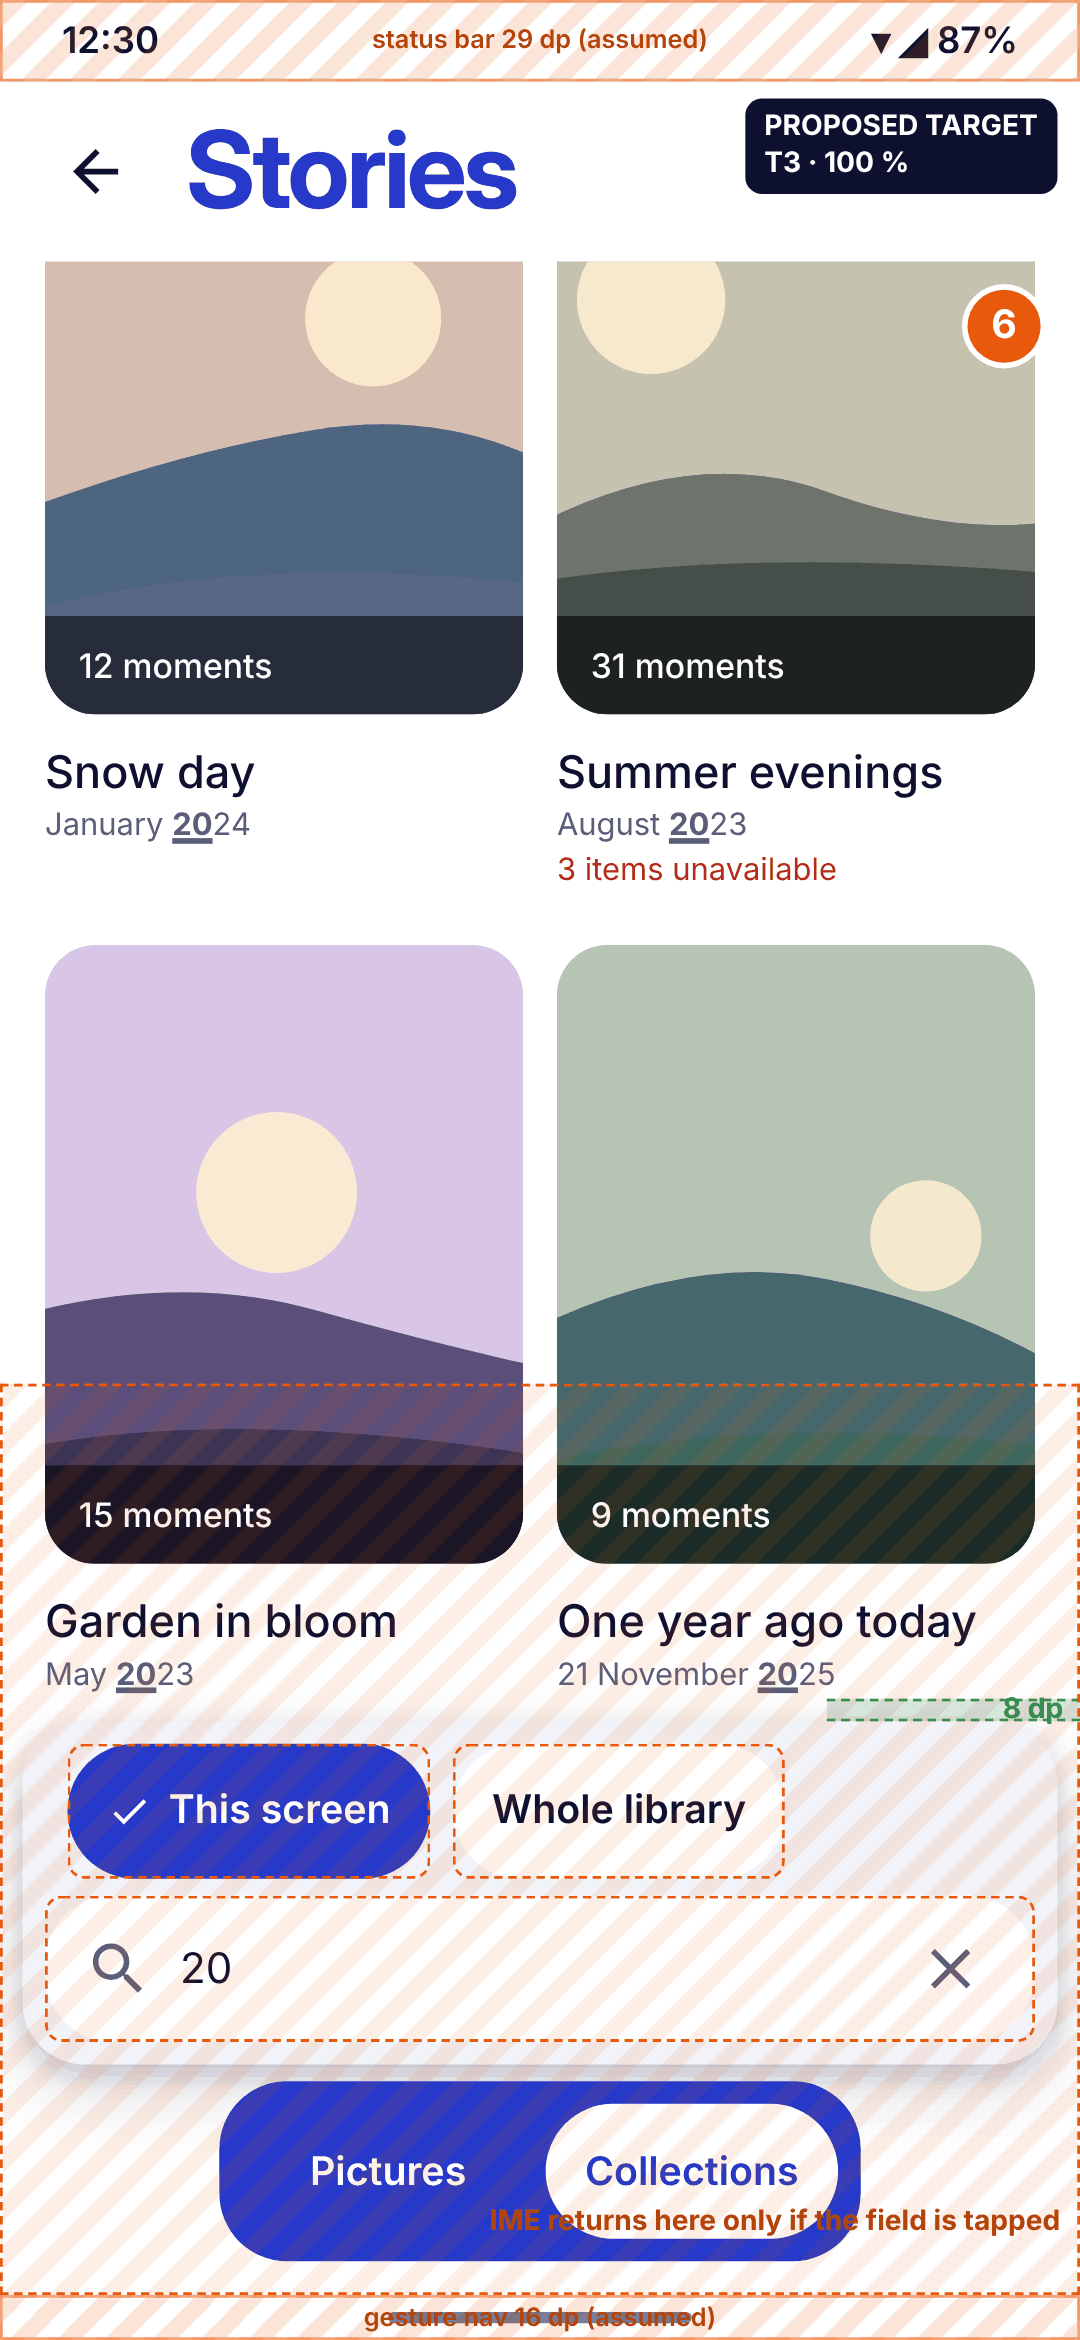 12:30
status bar 29 dp (assumed)
87%
Stories
PROPOSED TARGET
T3 · 100 %
6
12 moments
31 moments
Snow day
Summer evenings
January 2024
August 2023
3 items unavailable
15 moments
9 moments
Garden in bloom
One year ago today
May 2023
21 November 2025
8 dp
This screen
Whole library
20
Pictures
Collections
IME returns here only if the field is tapped
gesture nav 16 dp (assumed)